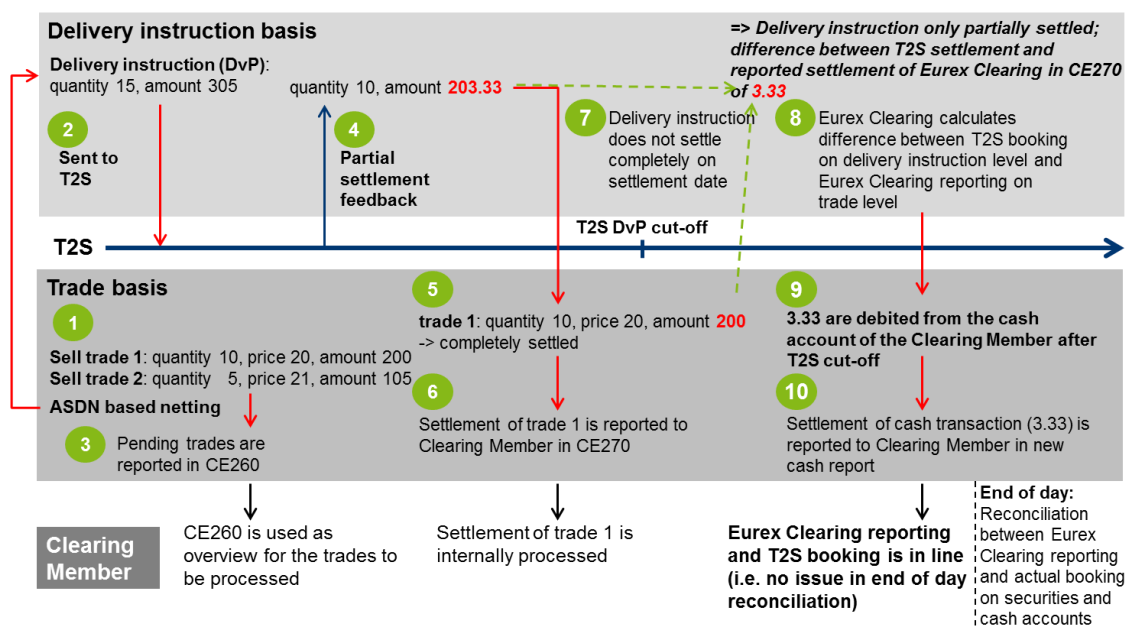 Delivery instruction basis
Delivery instruction (DvP):
quantity 15, amount 305
2
Sent to
T2S
quantity 10, amount 203.33
4
Partial
settlement
feedback
=> Delivery instruction only partially settled;
difference between T2S settlement and
reported settlement of Eurex Clearing in CE270
of 3.33
7
Delivery instruction
does not settle
completely on
settlement date
8
Eurex Clearing calculates
difference between T2S booking
on delivery instruction level and
Eurex Clearing reporting on
trade level
T2S DvP cut-off
T2S
Trade basis
1
Sell trade 1: quantity 10, price 20, amount 200
Sell trade 2: quantity 5, price 21, amount 105
ASDN based netting
3
Pending trades are
reported in CE260
5
trade 1: quantity 10, price 20, amount 200
-> completely settled
6
Settlement of trade 1 is reported to
Clearing Member in CE270
9
3.33 are debited from the cash
account of the Clearing Member after
T2S cut-off
10
Settlement of cash transaction (3.33) is
reported to Clearing Member in new
cash report
Clearing
Member
CE260 is used as
overview for the trades to
be processed
Settlement of trade 1 is
internally processed
Eurex Clearing reporting
and T2S booking is in line
(i.e. no issue in end of day
reconciliation)
End of day:
Reconciliation
between Eurex
Clearing reporting
and actual booking
on securities and
cash accounts